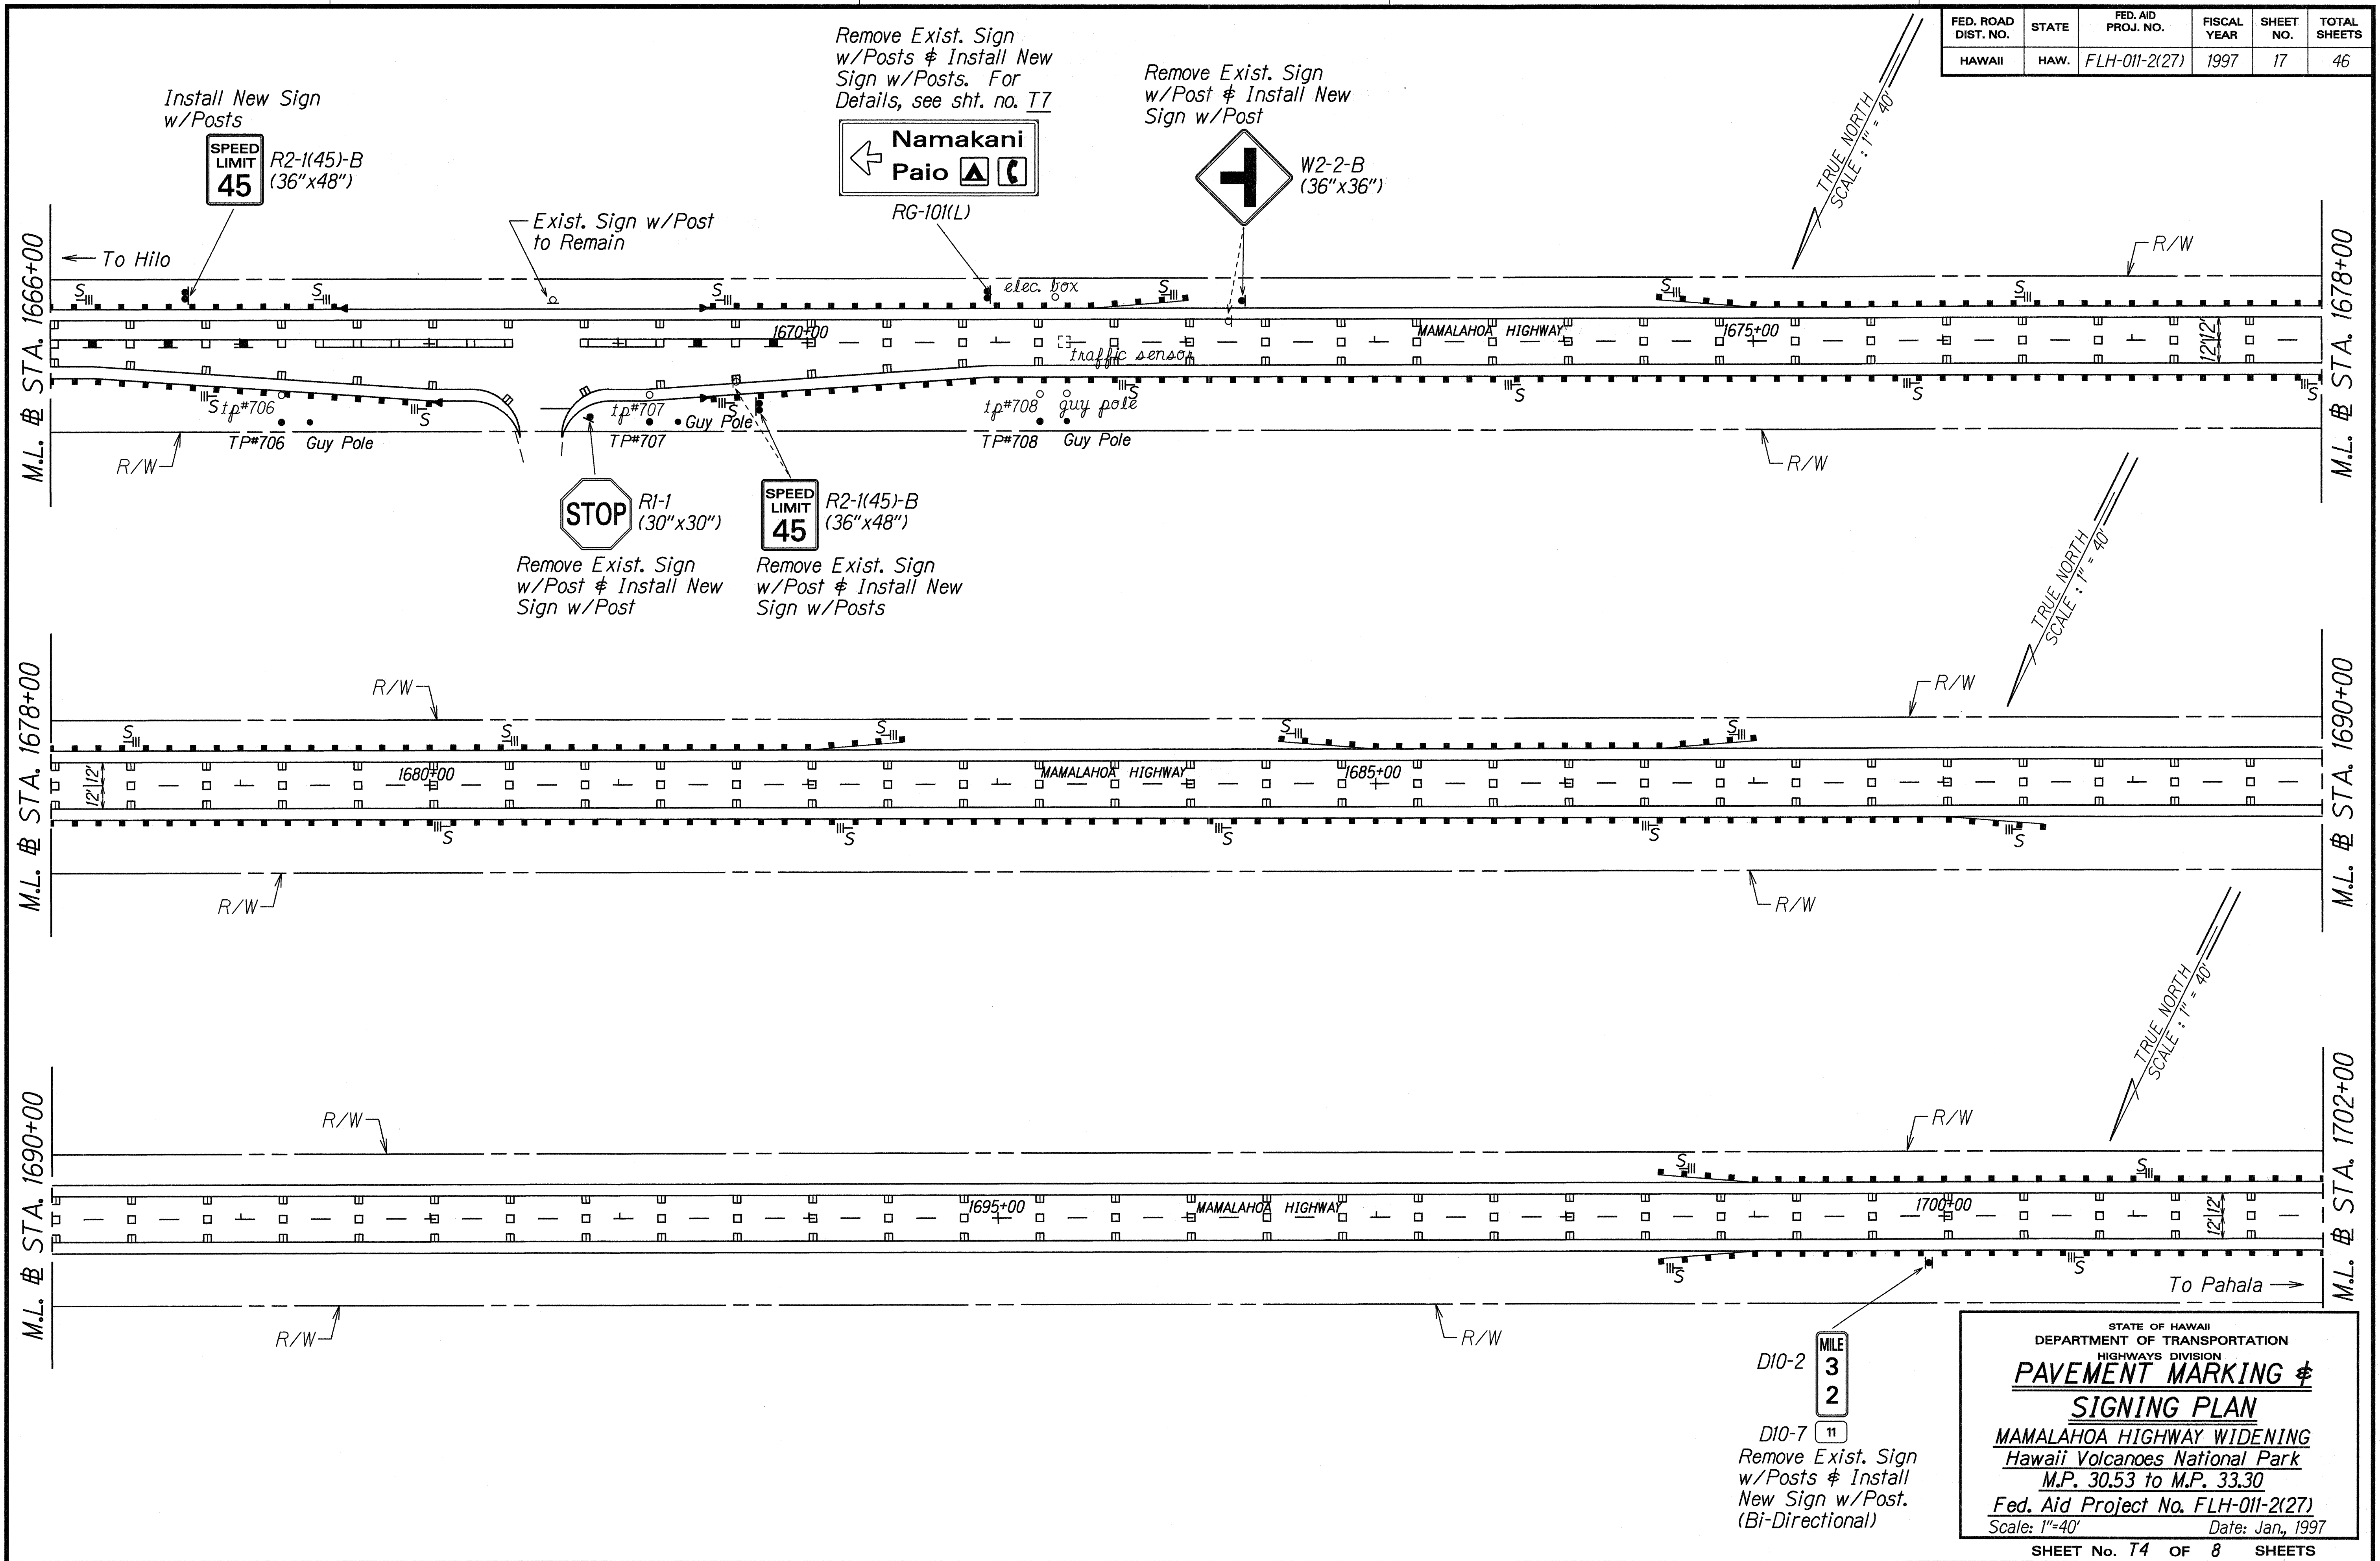 FED. ROAD DIST. NO.
STATE
FED. AID PROJ. NO.
FISCAL YEAR
SHEET NO.
TOTAL SHEETS
HAWAII
HAW.
FLH-011-2(27)
1997
17
46
Install New Sign
w/Posts
SPEED
LIMIT
45
R2-1(45)-B
(36"x48")
Exist. Sign w/Post
to Remain
Remove Exist. Sign
w/Posts & Install New
Sign w/Posts. For
Details, see sht. no. T7
Namakani
Paio
RG-101(L)
Remove Exist. Sign
w/Post & Install New
Sign w/Post
W2-2-B
(36"x36")
TRUE NORTH
SCALE : 1" = 40'
M.L. BL STA. 1666+00
To Hilo
R/W
S
S
S
elec. box
S
S
S
1670+00
MAMALAHOA HIGHWAY
1675+00
12' 12'
traffic sensor
S
tp#706
S
tp#707
S
tp#708
guy pole
S
S
S
S
TP#706
Guy Pole
TP#707
Guy Pole
TP#708
Guy Pole
R/W
R/W
M.L. BL STA. 1678+00
STOP
R1-1
(30"x30")
Remove Exist. Sign
w/Post & Install New
Sign w/Post
SPEED
LIMIT
45
R2-1(45)-B
(36"x48")
Remove Exist. Sign
w/Post & Install New
Sign w/Posts
TRUE NORTH
SCALE : 1" = 40'
M.L. BL STA. 1678+00
R/W
R/W
S
S
S
S
S
12' 12'
1680+00
MAMALAHOA HIGHWAY
1685+00
S
S
S
S
S
R/W
R/W
M.L. BL STA. 1690+00
TRUE NORTH
SCALE : 1" = 40'
M.L. BL STA. 1690+00
R/W
R/W
S
S
1695+00
MAMALAHOA HIGHWAY
1700+00
12' 12'
S
S
To Pahala
R/W
R/W
M.L. BL STA. 1702+00
D10-2
MILE
3
2
D10-7
11
Remove Exist. Sign
w/Posts & Install
New Sign w/Post.
(Bi-Directional)
STATE OF HAWAII
DEPARTMENT OF TRANSPORTATION
HIGHWAYS DIVISION
PAVEMENT MARKING &
SIGNING PLAN
MAMALAHOA HIGHWAY WIDENING
Hawaii Volcanoes National Park
M.P. 30.53 to M.P. 33.30
Fed. Aid Project No. FLH-011-2(27)
Scale: 1"=40'
Date: Jan., 1997
SHEET No. T4 OF 8 SHEETS